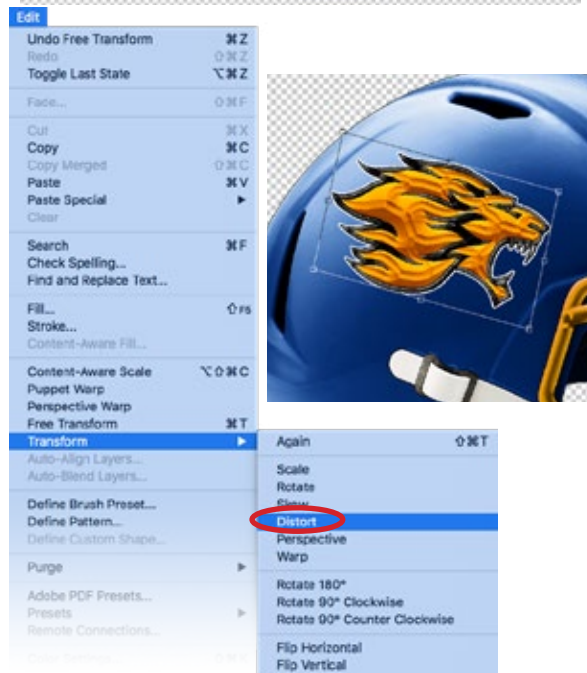 Edit
Undo Free Transform ⌘Z
Redo ⇧⌘Z
Toggle Last State ⌥⌘Z
Fade... ⇧⌘F
Cut ⌘X
Copy ⌘C
Copy Merged ⇧⌘C
Paste ⌘V
Paste Special
Clear
Search ⌘F
Check Spelling...
Find and Replace Text...
Fill... ⇧F5
Stroke...
Content-Aware Fill...
Content-Aware Scale ⌥⇧⌘C
Puppet Warp
Perspective Warp
Free Transform ⌘T
Transform
Auto-Align Layers...
Auto-Blend Layers...
Define Brush Preset...
Define Pattern...
Define Custom Shape...
Purge
Adobe PDF Presets...
Presets
Remote Connections...
Color Settings... ⇧⌘K
Again ⇧⌘T
Scale
Rotate
Skew
Distort
Perspective
Warp
Rotate 180°
Rotate 90° Clockwise
Rotate 90° Counter Clockwise
Flip Horizontal
Flip Vertical